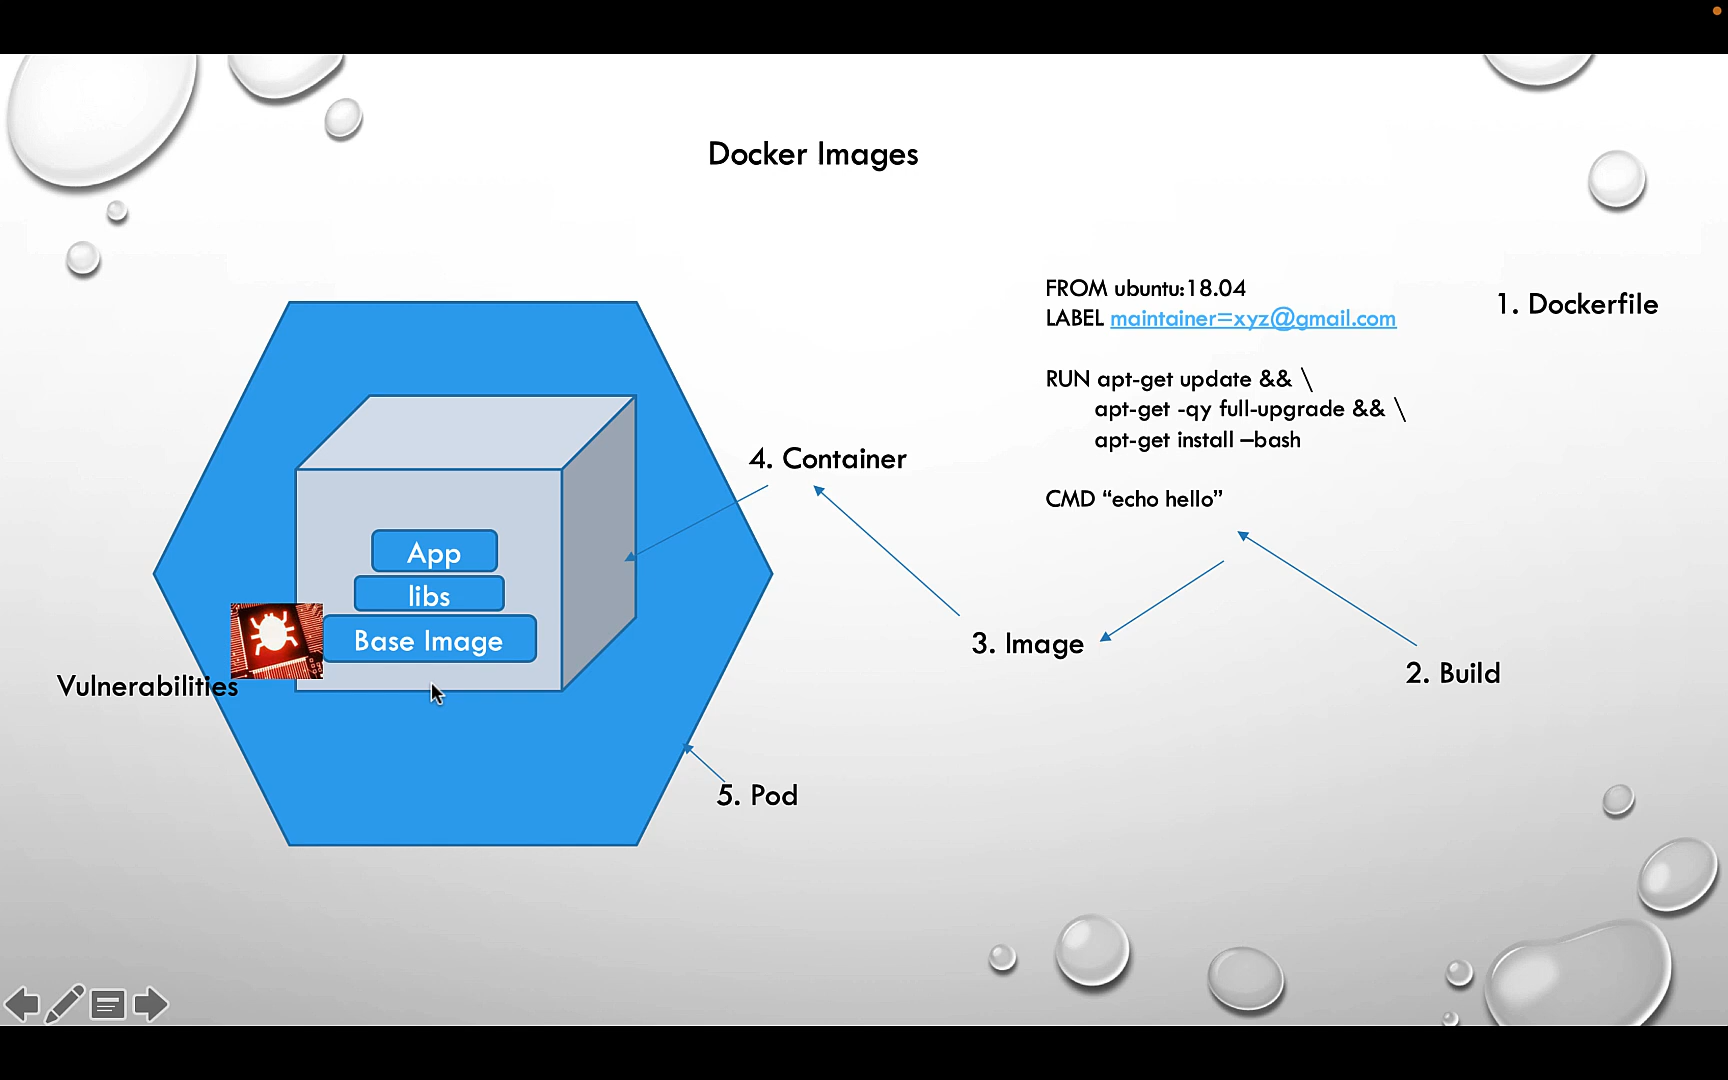 Docker Images
FROM ubuntu:18.04
LABEL maintainer=xyz@gmail.com
RUN apt-get update && \
apt-get -qy full-upgrade && \
apt-get install –bash
CMD “echo hello”
1. Dockerfile
2. Build
3. Image
4. Container
5. Pod
App
libs
Base Image
Vulnerabilities